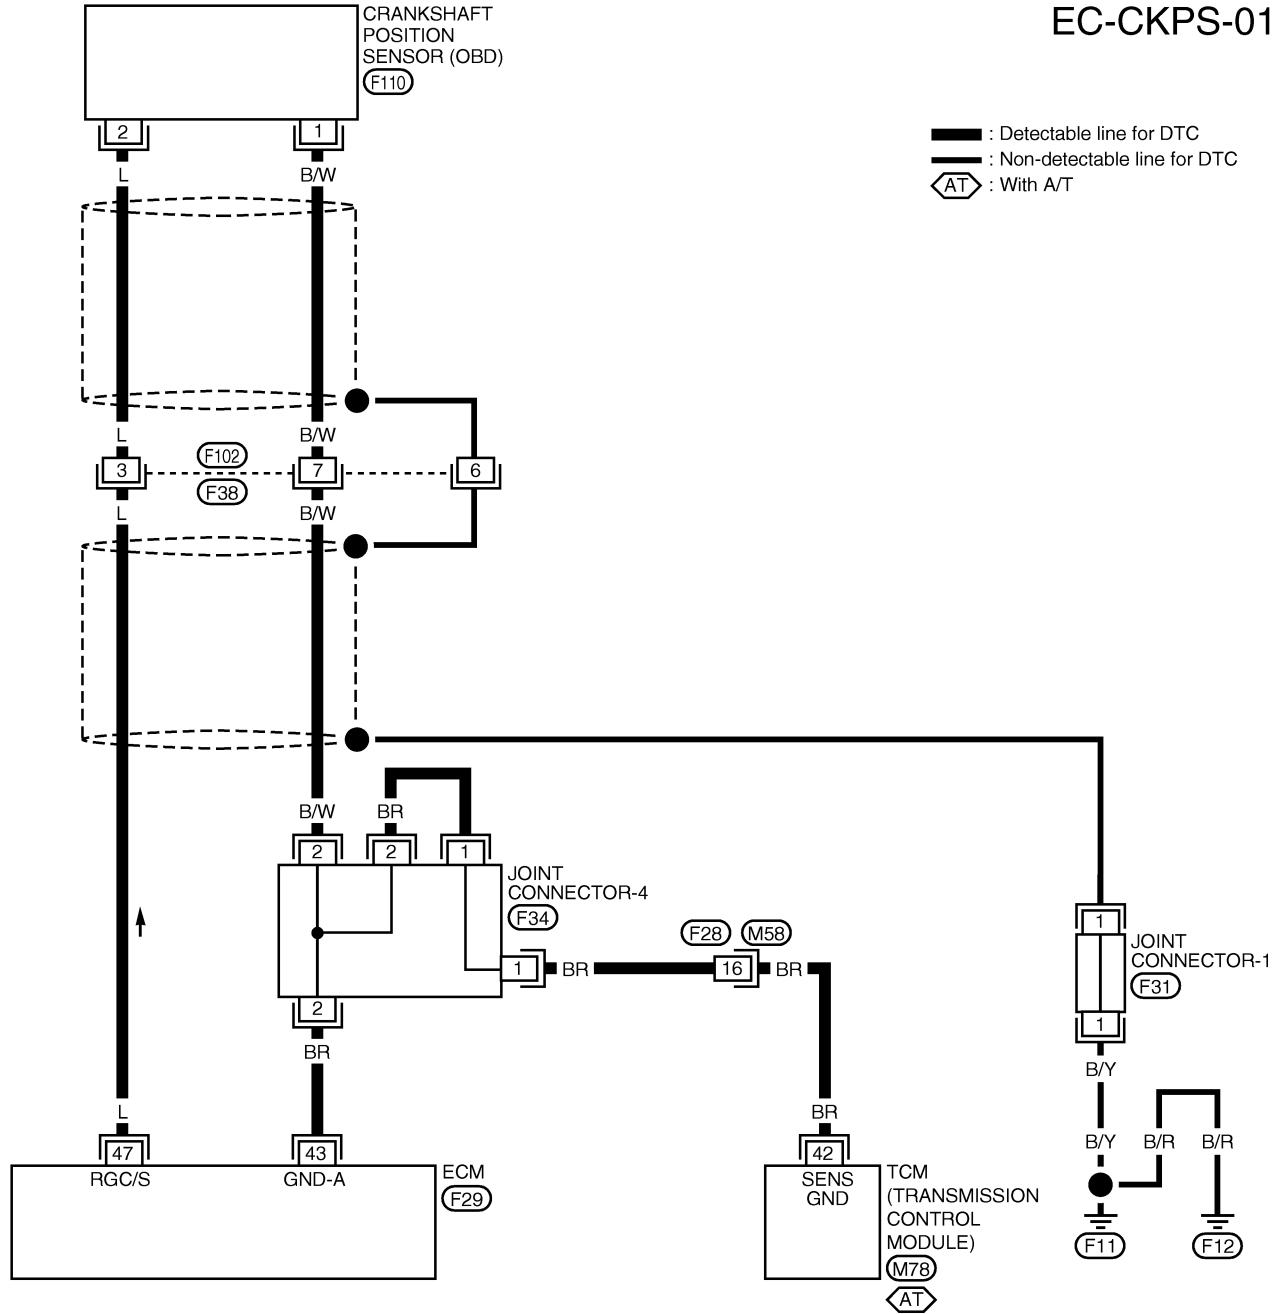 EC-CKPS-01
CRANKSHAFT
POSITION
SENSOR (OBD)
F110
2
1
: Detectable line for DTC
: Non-detectable line for DTC
AT : With A/T
L
B/W
L
B/W
F102
3
7
6
F38
L
B/W
B/W
BR
2
2
1
JOINT
CONNECTOR-4
F34
1
BR
F28
M58
16
BR
1
JOINT
CONNECTOR-1
F31
1
2
BR
B/Y
L
BR
B/Y
B/R
B/R
47
43
42
RGC/S
GND-A
ECM
F29
SENS
GND
TCM
(TRANSMISSION
CONTROL
MODULE)
M78
AT
F11
F12